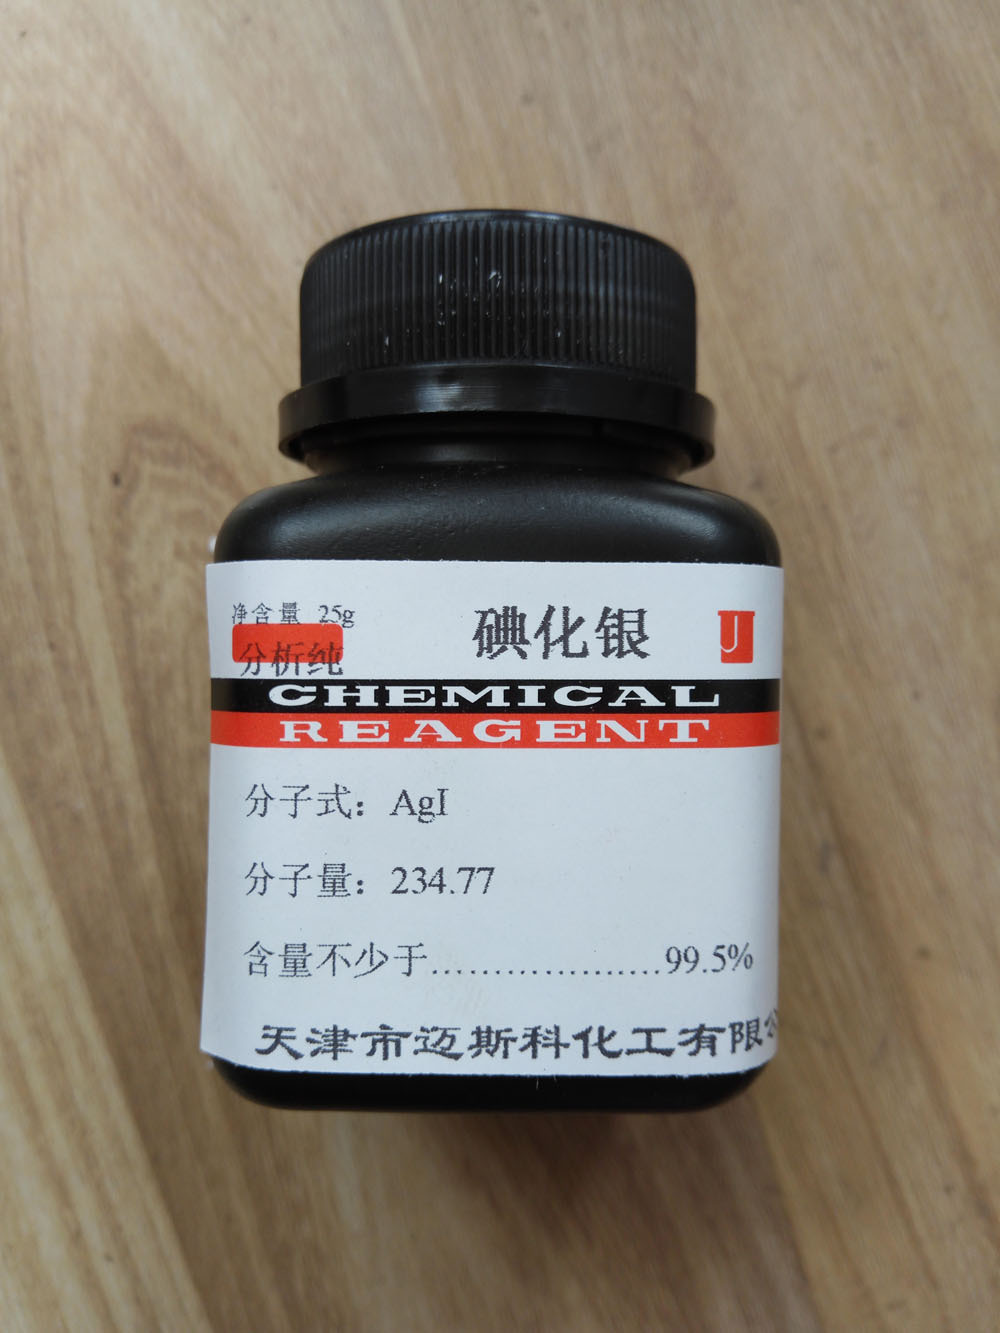 净含量 25g
碘化银
分析纯
CHEMICAL
REAGENT
分子式：AgI
分子量：234.77
含量不少于.....................99.5%
天津市迈斯科化工有限